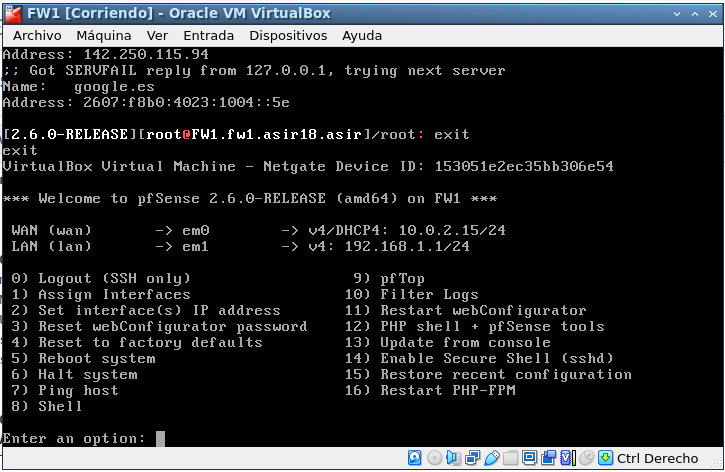 FW1 [Corriendo] - Oracle VM VirtualBox
Archivo Máquina Ver Entrada Dispositivos Ayuda
Address: 142.250.115.94
;; Got SERVFAIL reply from 127.0.0.1, trying next server
Name: google.es
Address: 2607:f8b0:4023:1004::5e
[2.6.0-RELEASE][root@FW1.fw1.asir18.asir]/root: exit
exit
VirtualBox Virtual Machine - Netgate Device ID: 153051e2ec35bb306e54
*** Welcome to pfSense 2.6.0-RELEASE (amd64) on FW1 ***
WAN (wan) -> em0 -> v4/DHCP4: 10.0.2.15/24
LAN (lan) -> em1 -> v4: 192.168.1.1/24
0) Logout (SSH only) 9) pfTop
1) Assign Interfaces 10) Filter Logs
2) Set interface(s) IP address 11) Restart webConfigurator
3) Reset webConfigurator password 12) PHP shell + pfSense tools
4) Reset to factory defaults 13) Update from console
5) Reboot system 14) Enable Secure Shell (sshd)
6) Halt system 15) Restore recent configuration
7) Ping host 16) Restart PHP-FPM
8) Shell
Enter an option:
Ctrl Derecho